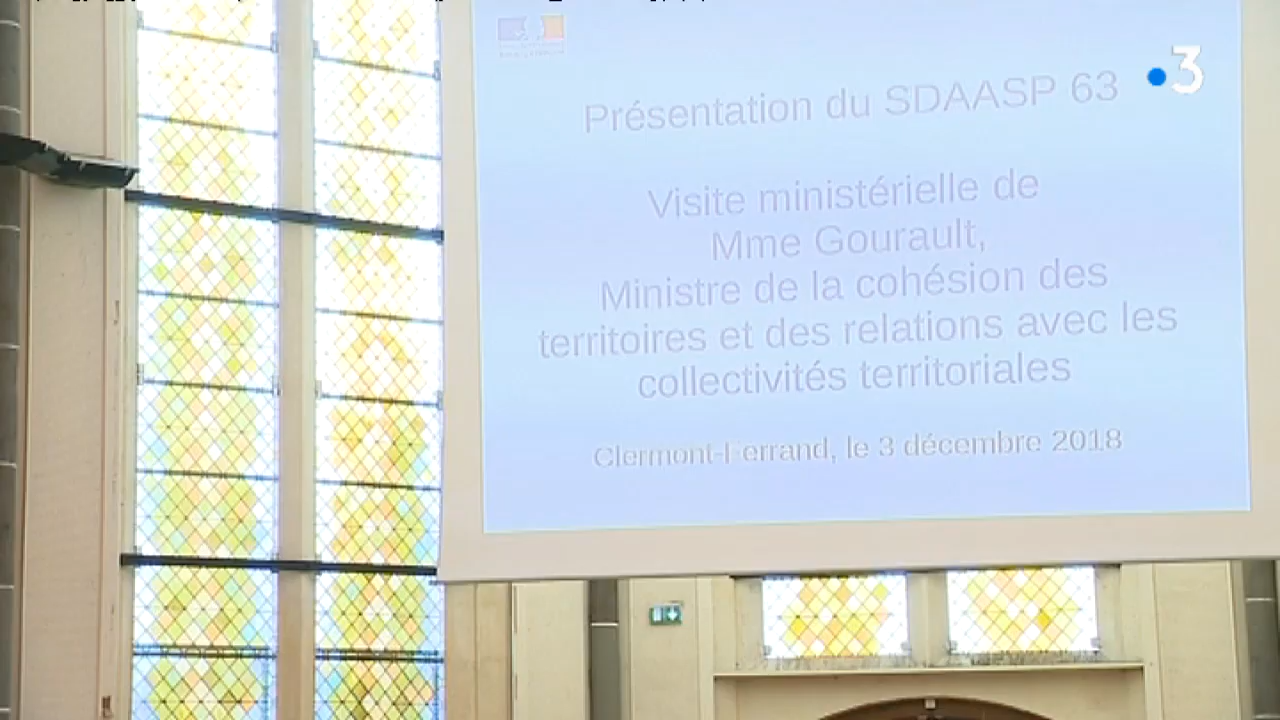 3
Présentation du SDAASP 63
Visite ministérielle de
Mme Gourault,
Ministre de la cohésion des
territoires et des relations avec les
collectivités territoriales
Clermont-Ferrand, le 3 décembre 2018